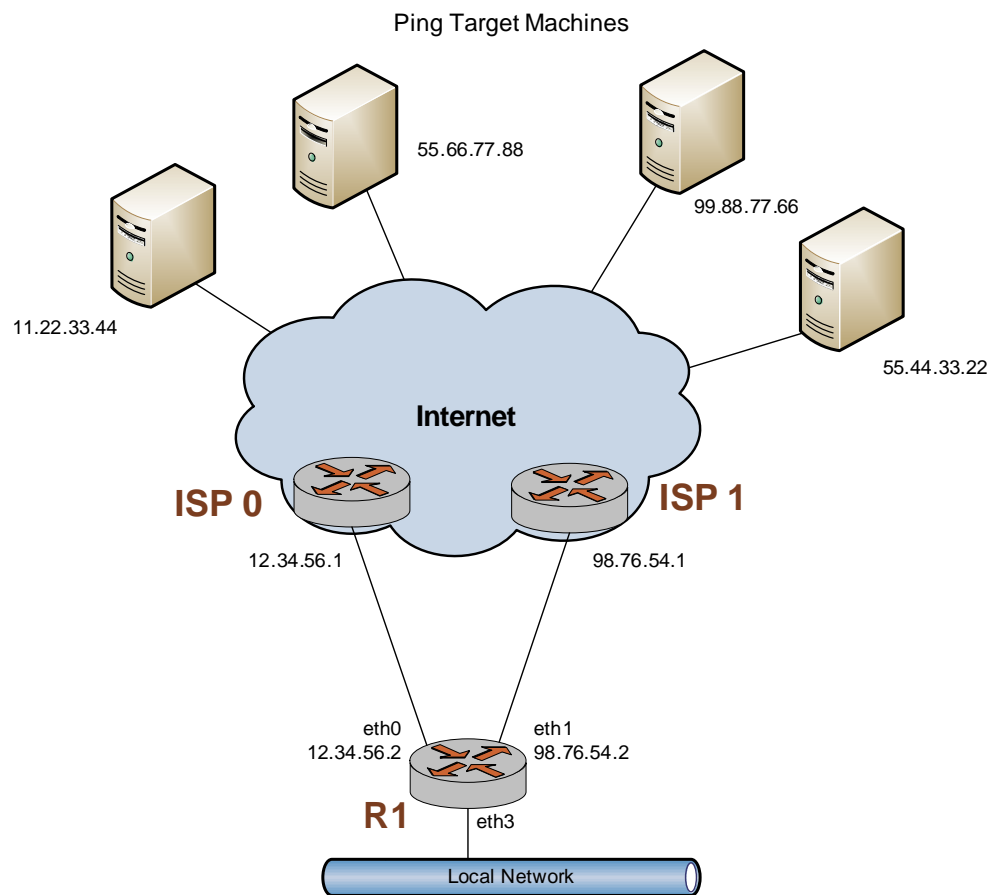 Ping Target Machines
55.66.77.88
99.88.77.66
11.22.33.44
55.44.33.22
Internet
ISP 0
ISP 1
12.34.56.1
98.76.54.1
eth0
12.34.56.2
eth1
98.76.54.2
R1
eth3
Local Network